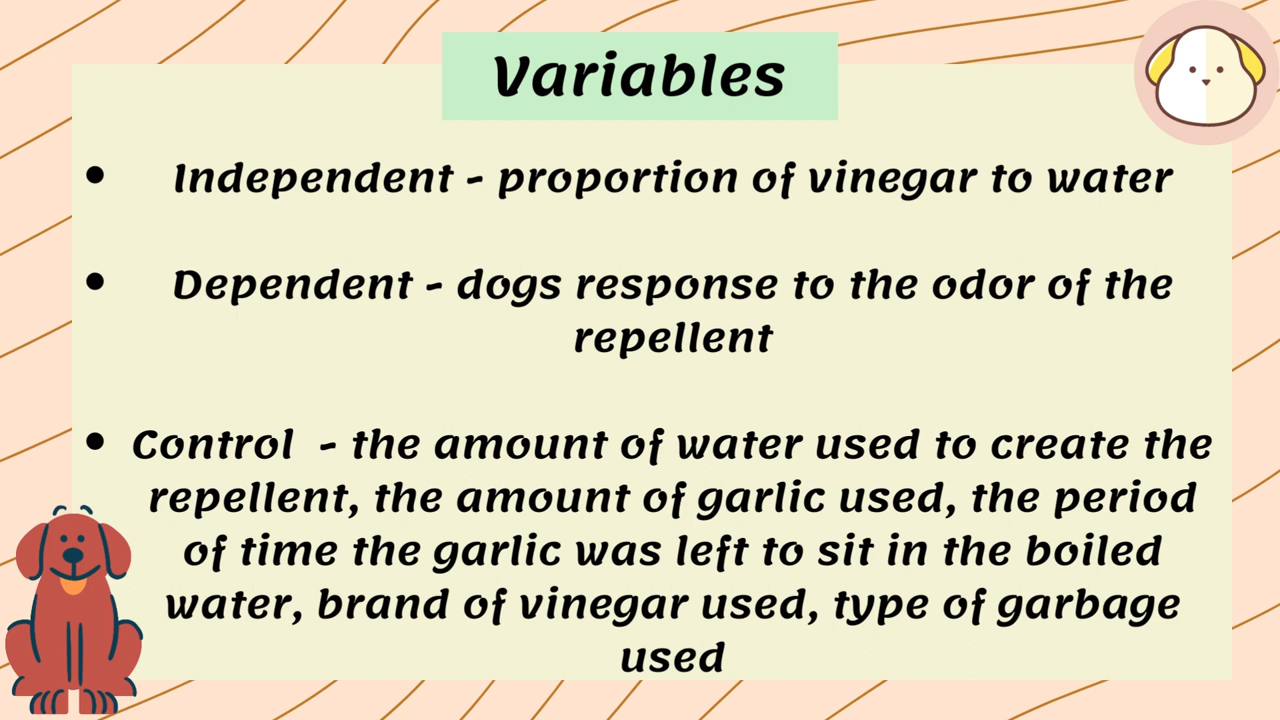 Variables
• Independent - proportion of vinegar to water
• Dependent - dogs response to the odor of the
repellent
• Control - the amount of water used to create the
repellent, the amount of garlic used, the period
of time the garlic was left to sit in the boiled
water, brand of vinegar used, type of garbage
used